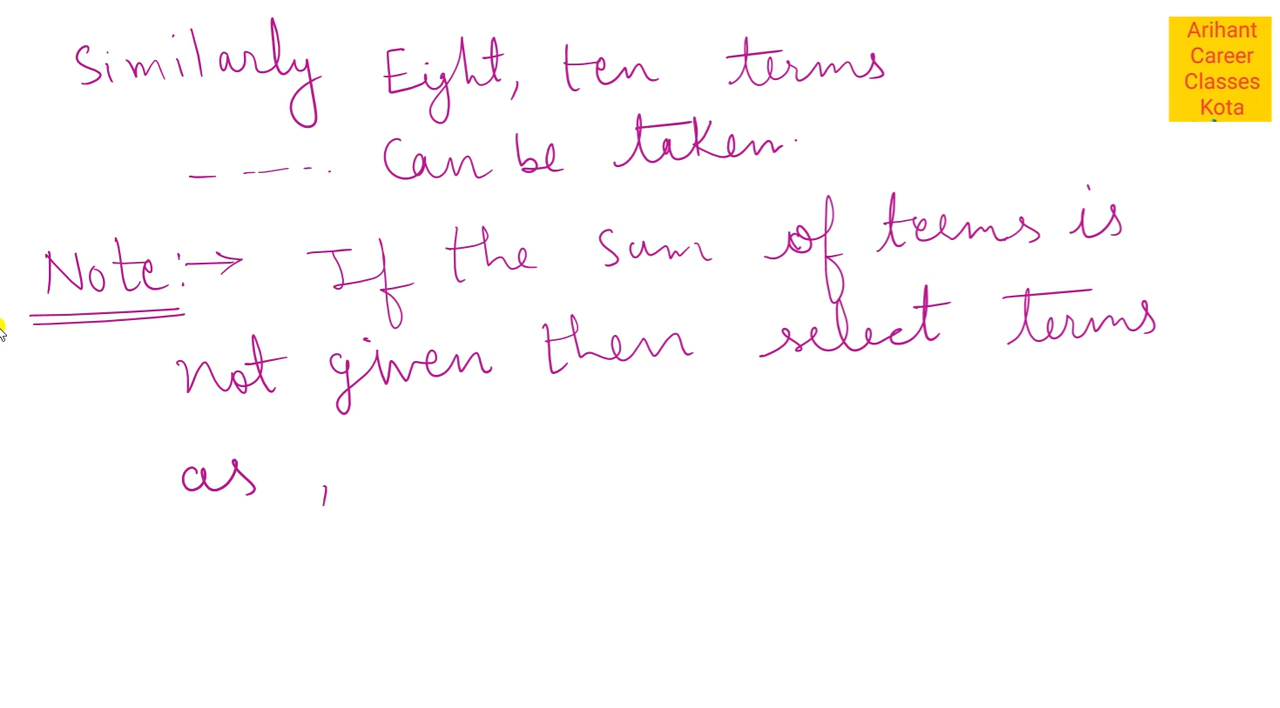 Similarly Eight, ten terms
- - - - . can be taken.
Note :→ If the sum of terms is
not given then select terms
as ,
Arihant
Career
Classes
Kota